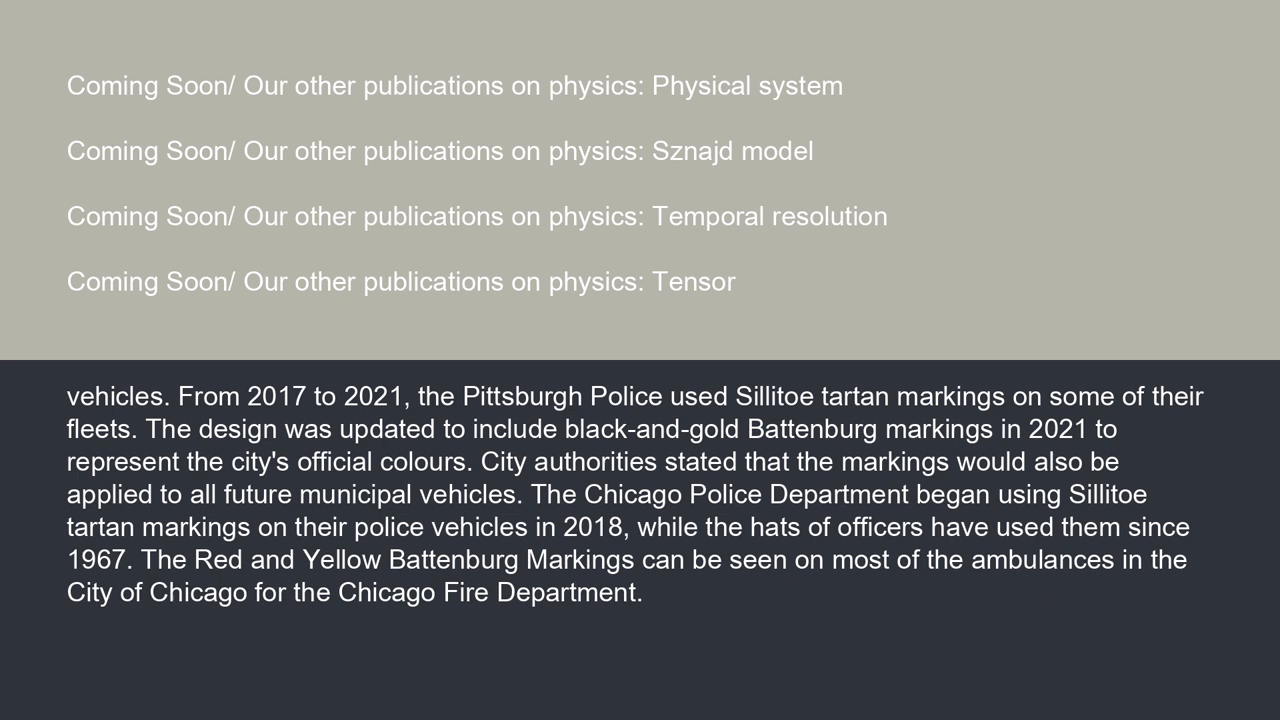 Coming Soon/ Our other publications on physics: Physical system
Coming Soon/ Our other publications on physics: Sznajd model
Coming Soon/ Our other publications on physics: Temporal resolution
Coming Soon/ Our other publications on physics: Tensor
vehicles. From 2017 to 2021, the Pittsburgh Police used Sillitoe tartan markings on some of their
fleets. The design was updated to include black-and-gold Battenburg markings in 2021 to
represent the city's official colours. City authorities stated that the markings would also be
applied to all future municipal vehicles. The Chicago Police Department began using Sillitoe
tartan markings on their police vehicles in 2018, while the hats of officers have used them since
1967. The Red and Yellow Battenburg Markings can be seen on most of the ambulances in the
City of Chicago for the Chicago Fire Department.